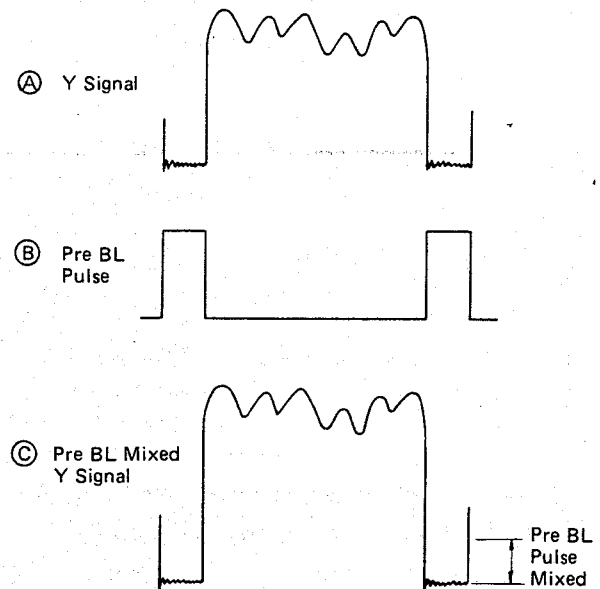 Ⓐ Y Signal
Ⓑ Pre BL
Pulse
Ⓒ Pre BL Mixed
Y Signal
Pre BL
Pulse
Mixed